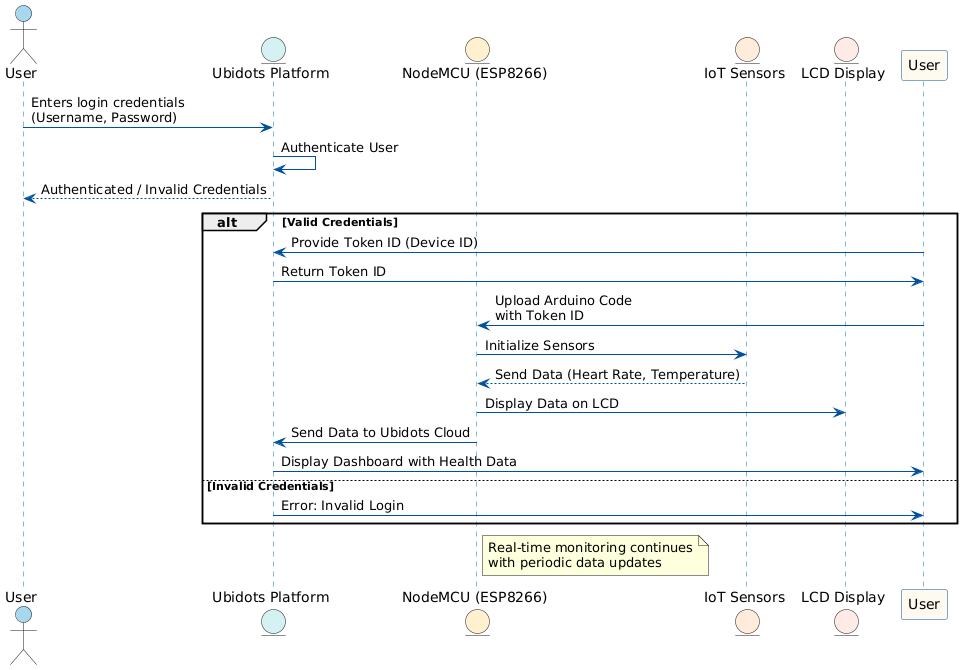 User
Ubidots Platform
NodeMCU (ESP8266)
IoT Sensors
LCD Display
User
Enters login credentials
(Username, Password)
Authenticate User
Authenticated / Invalid Credentials
alt
[Valid Credentials]
Provide Token ID (Device ID)
Return Token ID
Upload Arduino Code
with Token ID
Initialize Sensors
Send Data (Heart Rate, Temperature)
Display Data on LCD
Send Data to Ubidots Cloud
Display Dashboard with Health Data
[Invalid Credentials]
Error: Invalid Login
Real-time monitoring continues
with periodic data updates
User
Ubidots Platform
NodeMCU (ESP8266)
IoT Sensors
LCD Display
User